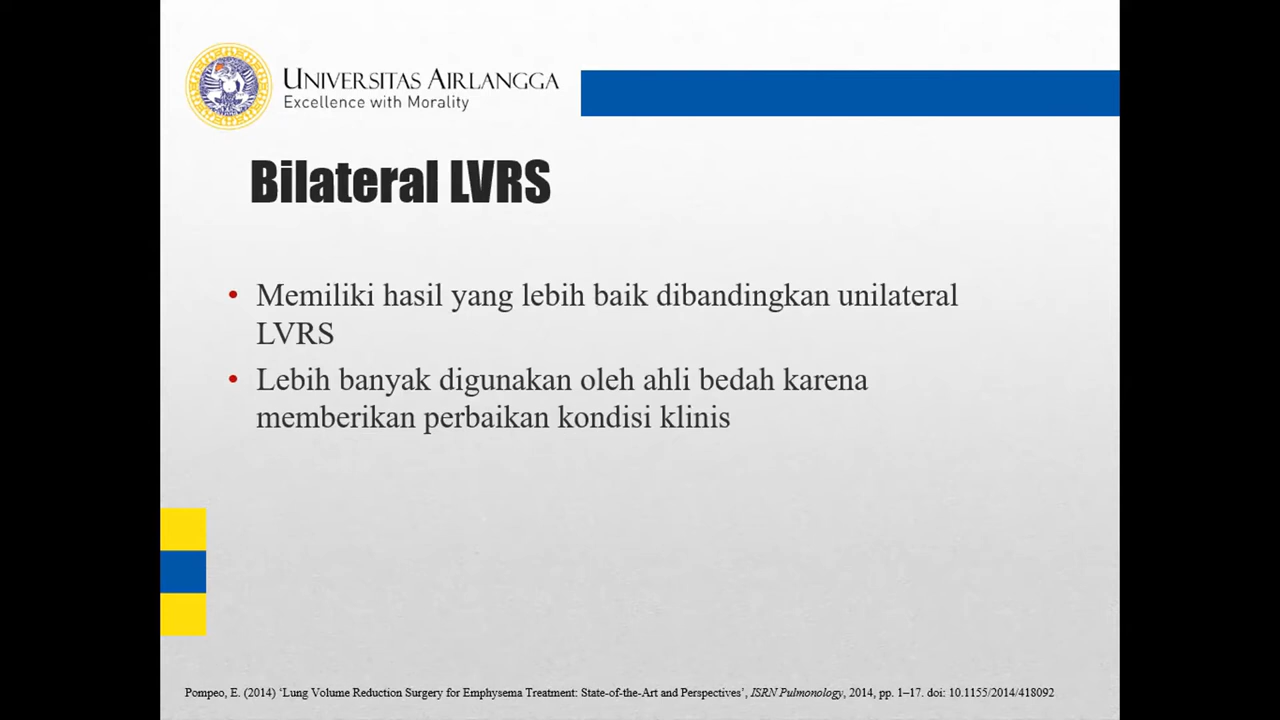 UNIVERSITAS AIRLANGGA
Excellence with Morality
Bilateral LVRS
• Memiliki hasil yang lebih baik dibandingkan unilateral
LVRS
• Lebih banyak digunakan oleh ahli bedah karena
memberikan perbaikan kondisi klinis
Pompeo, E. (2014) ‘Lung Volume Reduction Surgery for Emphysema Treatment: State-of-the-Art and Perspectives’, ISRN Pulmonology, 2014, pp. 1–17. doi: 10.1155/2014/418092